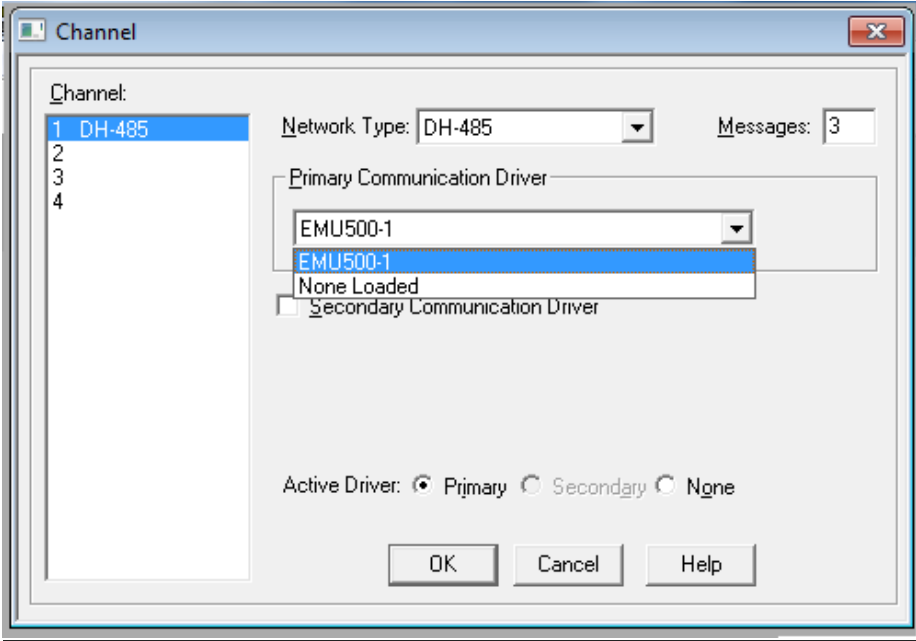 Channel
Channel:
1 DH-485
2
3
4
Network Type: DH-485
Messages: 3
Primary Communication Driver
EMU500-1
EMU500-1
None Loaded
Secondary Communication Driver
Active Driver: Primary Secondary None
OK Cancel Help